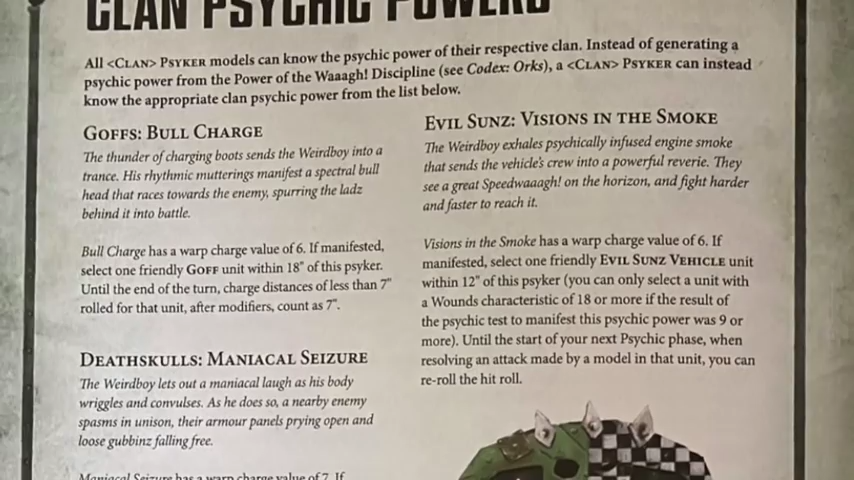 CLAN PSYCHIC POWERS
All <CLAN> PSYKER models can know the psychic power of their respective clan. Instead of generating a
psychic power from the Power of the Waaagh! Discipline (see Codex: Orks), a <CLAN> PSYKER can instead
know the appropriate clan psychic power from the list below.
GOFFS: BULL CHARGE
The thunder of charging boots sends the Weirdboy into a
trance. His rhythmic mutterings manifest a spectral bull
head that races towards the enemy, spurring the ladz
behind it into battle.
Bull Charge has a warp charge value of 6. If manifested,
select one friendly GOFF unit within 18" of this psyker.
Until the end of the turn, charge distances of less than 7"
rolled for that unit, after modifiers, count as 7".
DEATHSKULLS: MANIACAL SEIZURE
The Weirdboy lets out a maniacal laugh as his body
wriggles and convulses. As he does so, a nearby enemy
spasms in unison, their armour panels prying open and
loose gubbinz falling free.
Maniacal Seizure has a warp charge value of 7. If
EVIL SUNZ: VISIONS IN THE SMOKE
The Weirdboy exhales psychically infused engine smoke
that sends the vehicle's crew into a powerful reverie. They
see a great Speedwaaagh! on the horizon, and fight harder
and faster to reach it.
Visions in the Smoke has a warp charge value of 6. If
manifested, select one friendly EVIL SUNZ VEHICLE unit
within 12" of this psyker (you can only select a unit with
a Wounds characteristic of 18 or more if the result of
the psychic test to manifest this psychic power was 9 or
more). Until the start of your next Psychic phase, when
resolving an attack made by a model in that unit, you can
re-roll the hit roll.